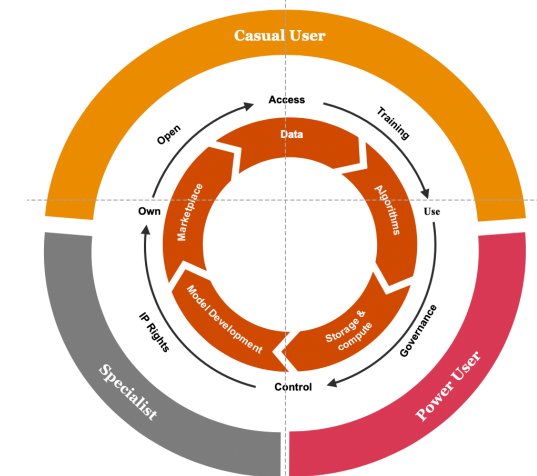 Casual User
Access
Open
Training
Data
Marketplace
Algorithms
Own
Use
Model Development
Storage &
compute
IP Rights
Governance
Control
Specialist
Power User